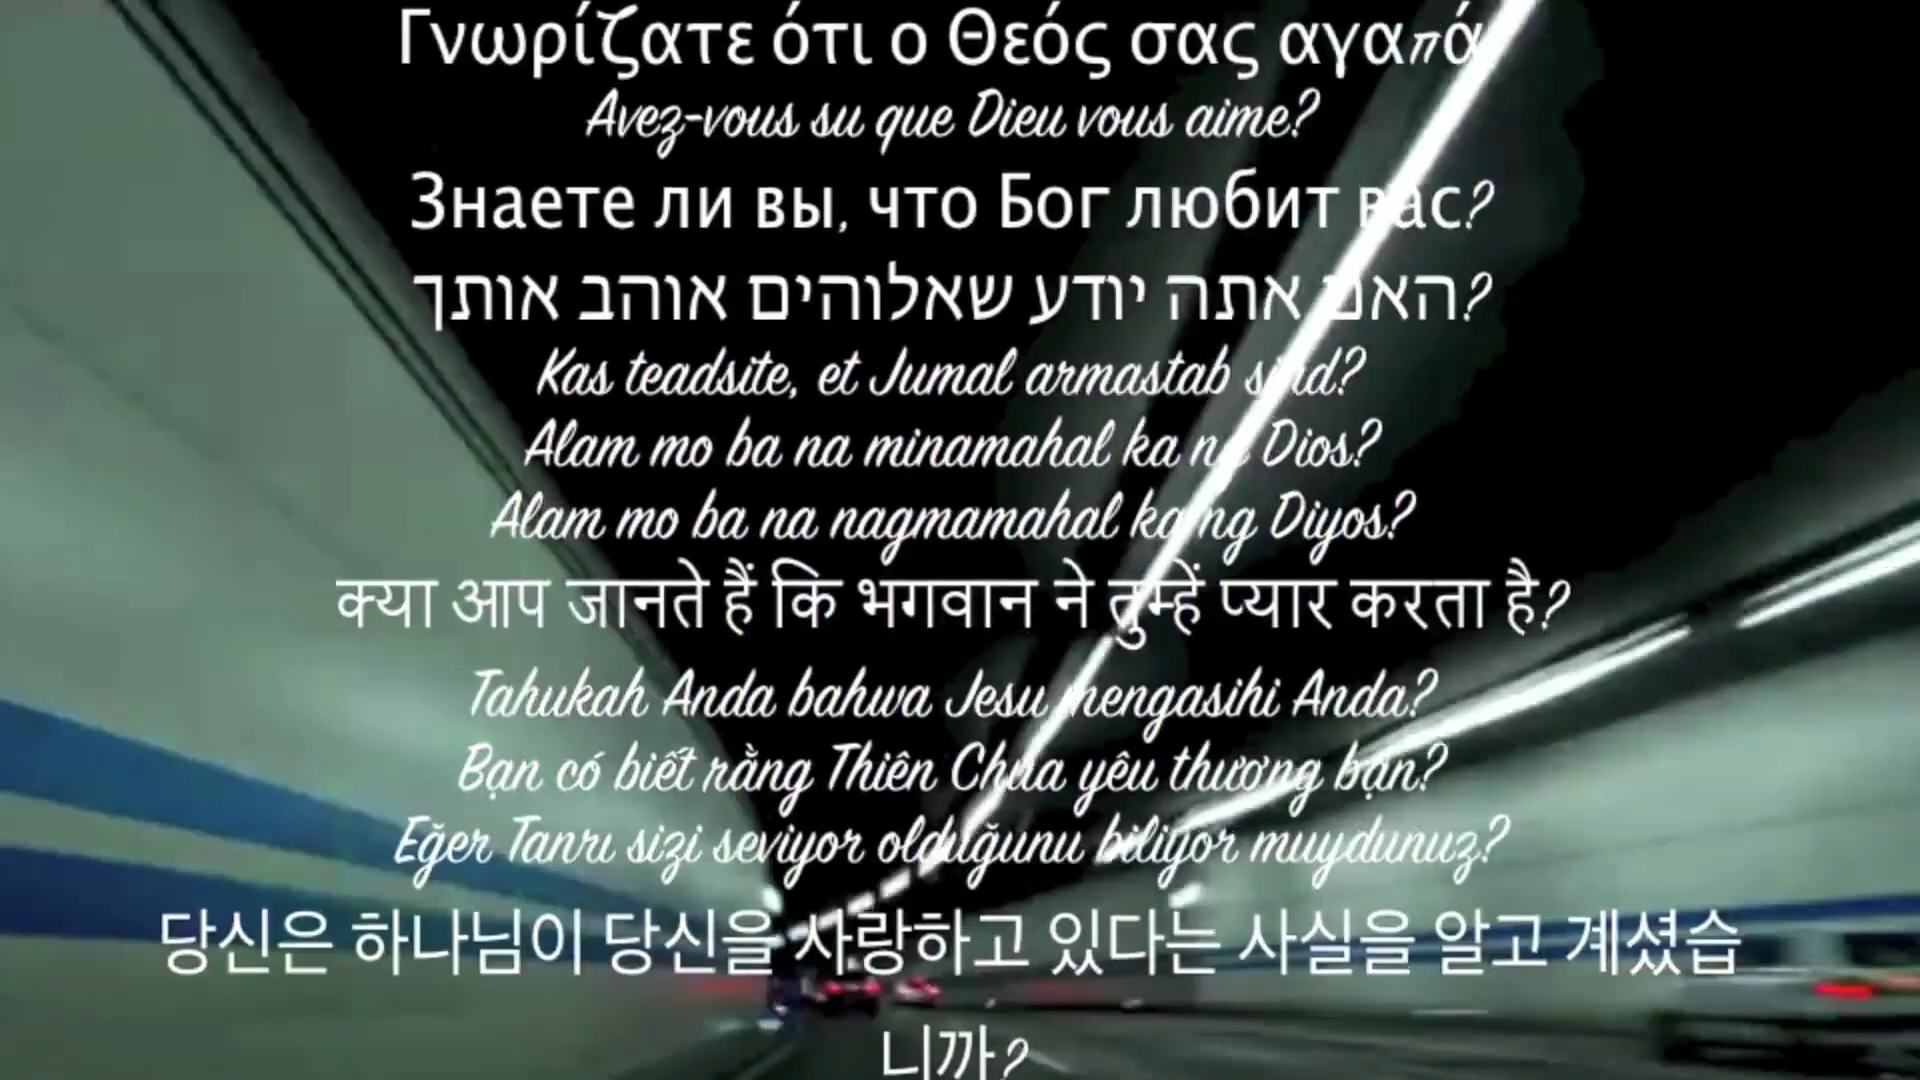 Γνωρίζατε ότι ο Θεός σας αγαπά
Avez-vous su que Dieu vous aime?
Знаете ли вы, что Бог любит вас?
האם אתה יודע שאלוהים אוהב אותך?
Kas teadsite, et Jumal armastab sind?
Alam mo ba na minamahal ka ng Dios?
Alam mo ba na nagmamahal ka ng Diyos?
क्या आप जानते हैं कि भगवान ने तुम्हें प्यार करता है?
Tahukah Anda bahwa Jesu mengasihi Anda?
Bạn có biết rằng Thiên Chúa yêu thương bạn?
Eğer Tanrı sizi seviyor olduğunu biliyor muydunuz?
당신은 하나님이 당신을 사랑하고 있다는 사실을 알고 계셨습
니까?